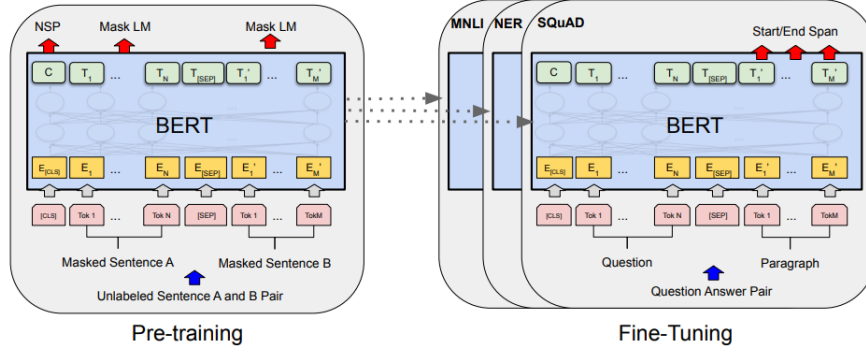 NSP Mask LM Mask LM
C T1 ... TN T[SEP] T1' ... TM'
BERT
E[CLS] E1 ... EN E[SEP] E1' ... EM'
[CLS] Tok 1 ... Tok N [SEP] Tok 1 ... TokM
Masked Sentence A Masked Sentence B
Unlabeled Sentence A and B Pair
Pre-training
MNLI NER SQuAD
Start/End Span
C T1 ... TN T[SEP] T1' ... TM'
BERT
E[CLS] E1 ... EN E[SEP] E1' ... EM'
[CLS] Tok 1 ... Tok N [SEP] Tok 1 ... TokM
Question Paragraph
Question Answer Pair
Fine-Tuning